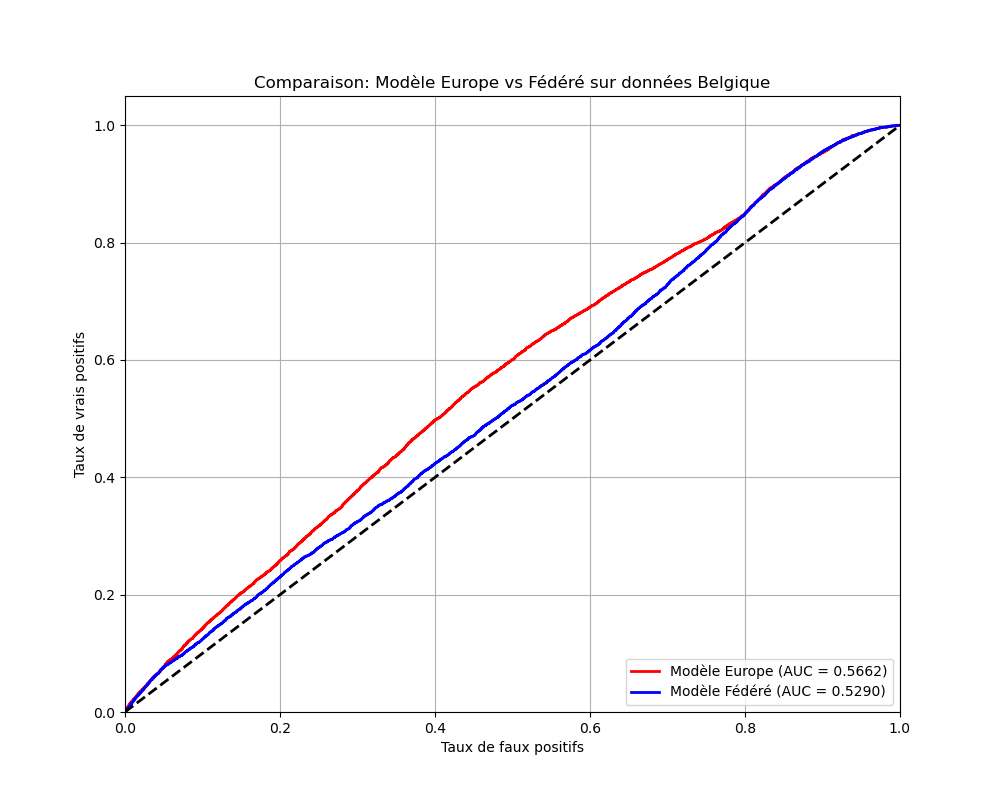 Comparaison: Modèle Europe vs Fédéré sur données Belgique
Taux de vrais positifs
1.0
0.8
0.6
0.4
0.2
0.0
0.0 0.2 0.4 0.6 0.8 1.0
Taux de faux positifs
Modèle Europe (AUC = 0.5662)
Modèle Fédéré (AUC = 0.5290)